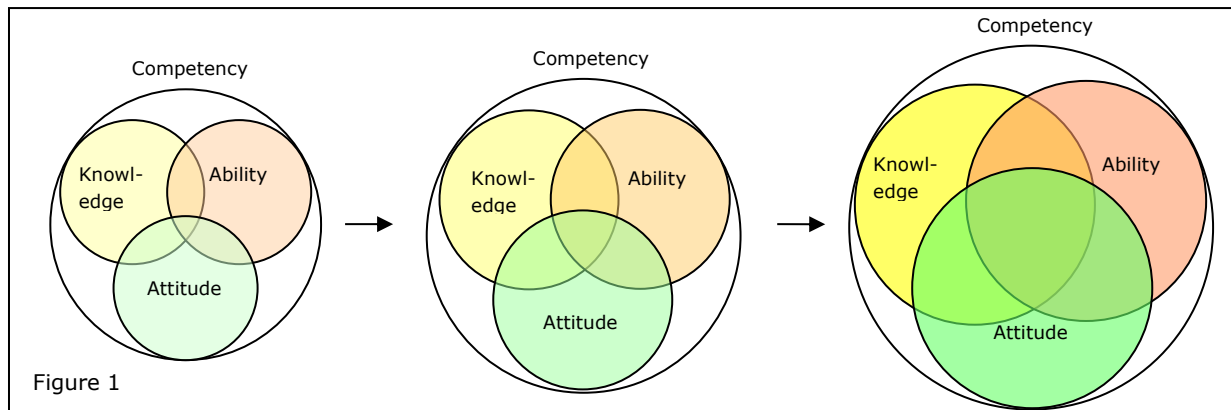 Competency
Knowl-
edge
Ability
Attitude
Competency
Knowl-
edge
Ability
Attitude
Competency
Knowl-
edge
Ability
Attitude
Figure 1